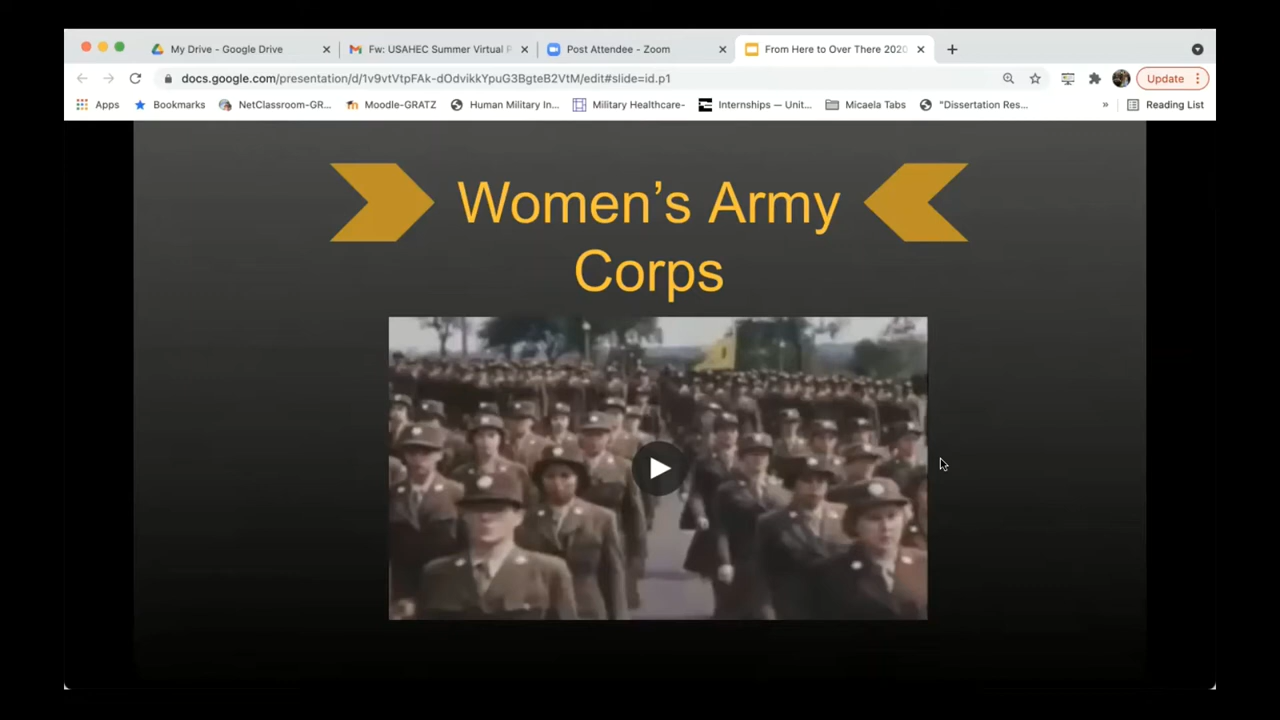 My Drive - Google Drive
Fw: USAHEC Summer Virtual P
Post Attendee - Zoom
From Here to Over There 2020
docs.google.com/presentation/d/1v9vtVtpFAk-dOdvikkYpuG3BgteB2VtM/edit#slide=id.p1
Update
Apps
Bookmarks
NetClassroom-GR...
Moodle-GRATZ
Human Military In...
Military Healthcare-
Internships — Unit...
Micaela Tabs
"Dissertation Res...
»
Reading List
Women’s Army
Corps